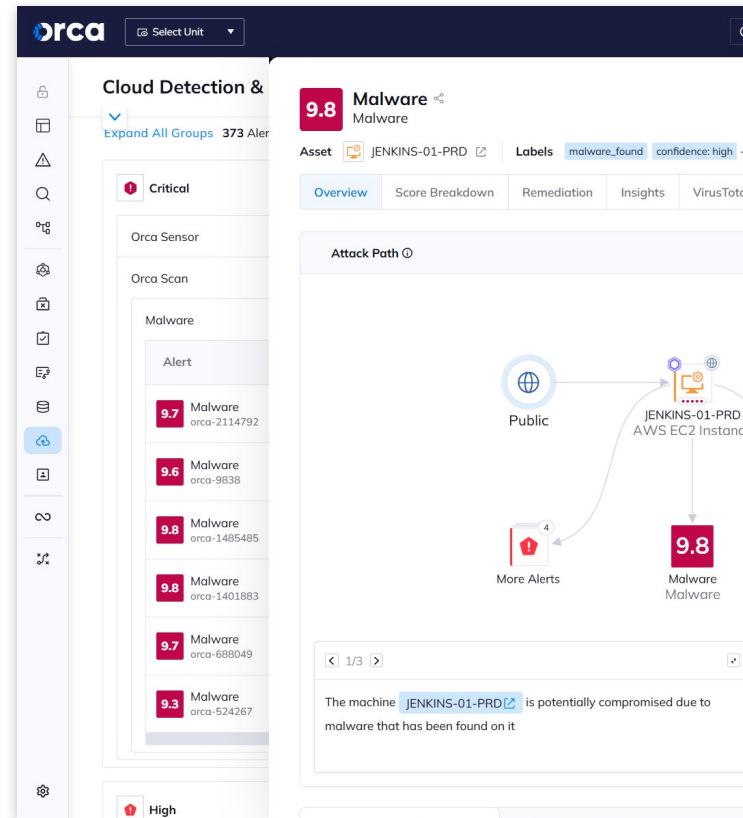 orca
Select Unit
Cloud Detection &
Expand All Groups 373 Aler
Critical
Orca Sensor
Orca Scan
Malware
Alert
9.7 Malware
orca-2114792
9.6 Malware
orca-9838
9.8 Malware
orca-1485485
9.8 Malware
orca-1401883
9.7 Malware
orca-688049
9.3 Malware
orca-524267
High
9.8 Malware
Malware
Asset JENKINS-01-PRD Labels malware_found confidence: high
Overview Score Breakdown Remediation Insights VirusTota
Attack Path
Public
JENKINS-01-PRD
AWS EC2 Instanc
4
More Alerts
9.8
Malware
Malware
1/3
The machine JENKINS-01-PRD is potentially compromised due to
malware that has been found on it